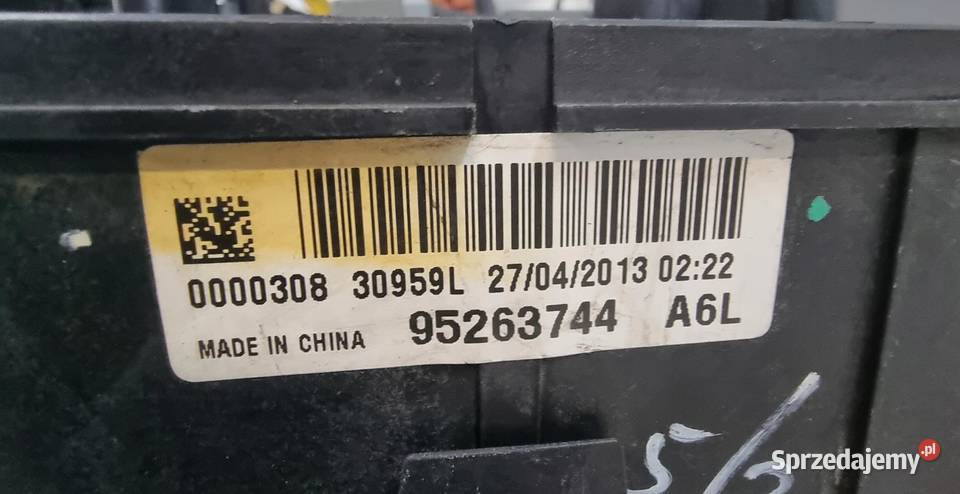 0000308 30959L 27/04/2013 02:22
MADE IN CHINA 95263744 A6L
Sprzedajemy.pl